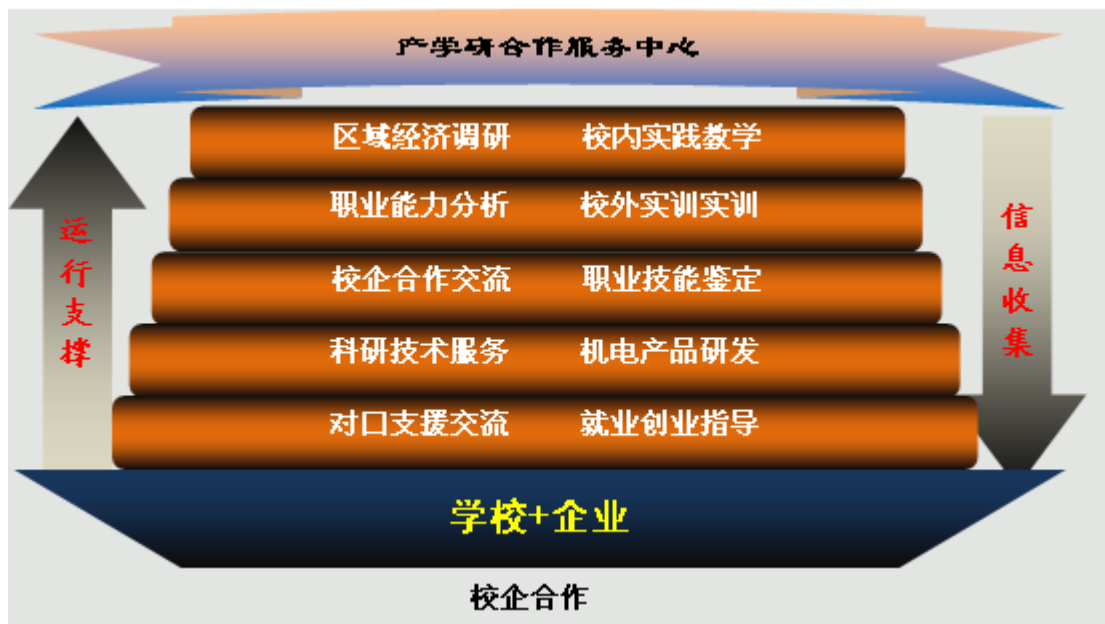 产学研合作服务中心
区域经济调研 校内实践教学
职业能力分析 校外实训实训
校企合作交流 职业技能鉴定
科研技术服务 机电产品研发
对口支援交流 就业创业指导
运行支撑
信息收集
学校+企业
校企合作